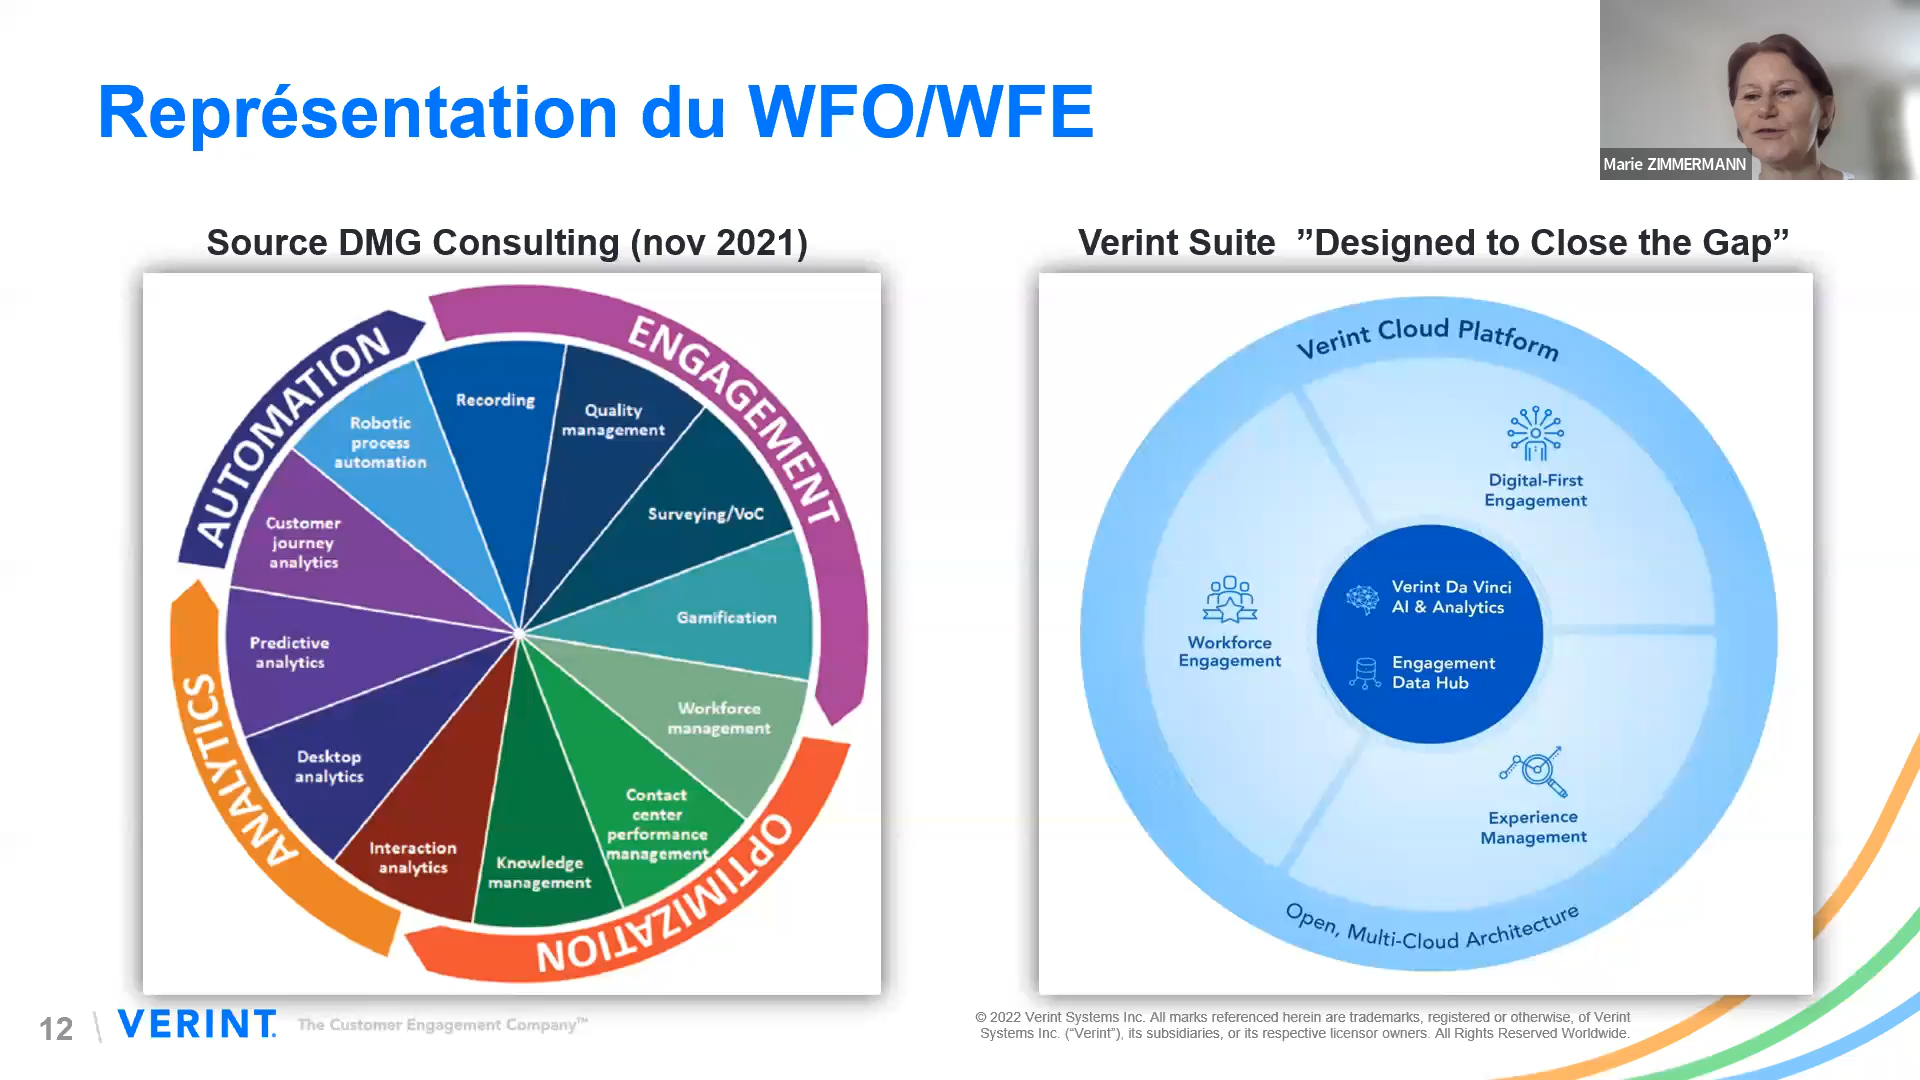 Représentation du WFO/WFE
Marie ZIMMERMANN
Source DMG Consulting (nov 2021)
AUTOMATION
ENGAGEMENT
OPTIMIZATION
ANALYTICS
Recording
Quality
management
Surveying/VoC
Gamification
Workforce
management
Contact
center
performance
management
Knowledge
management
Interaction
analytics
Desktop
analytics
Predictive
analytics
Customer
journey
analytics
Robotic
process
automation
Verint Suite ”Designed to Close the Gap”
Verint Cloud Platform
Digital-First
Engagement
Workforce
Engagement
Verint Da Vinci
AI & Analytics
Engagement
Data Hub
Experience
Management
Open, Multi-Cloud Architecture
12
VERINT.
The Customer Engagement Company™
© 2022 Verint Systems Inc. All marks referenced herein are trademarks, registered or otherwise, of Verint
Systems Inc. (“Verint”), its subsidiaries, or its respective licensor owners. All Rights Reserved Worldwide.